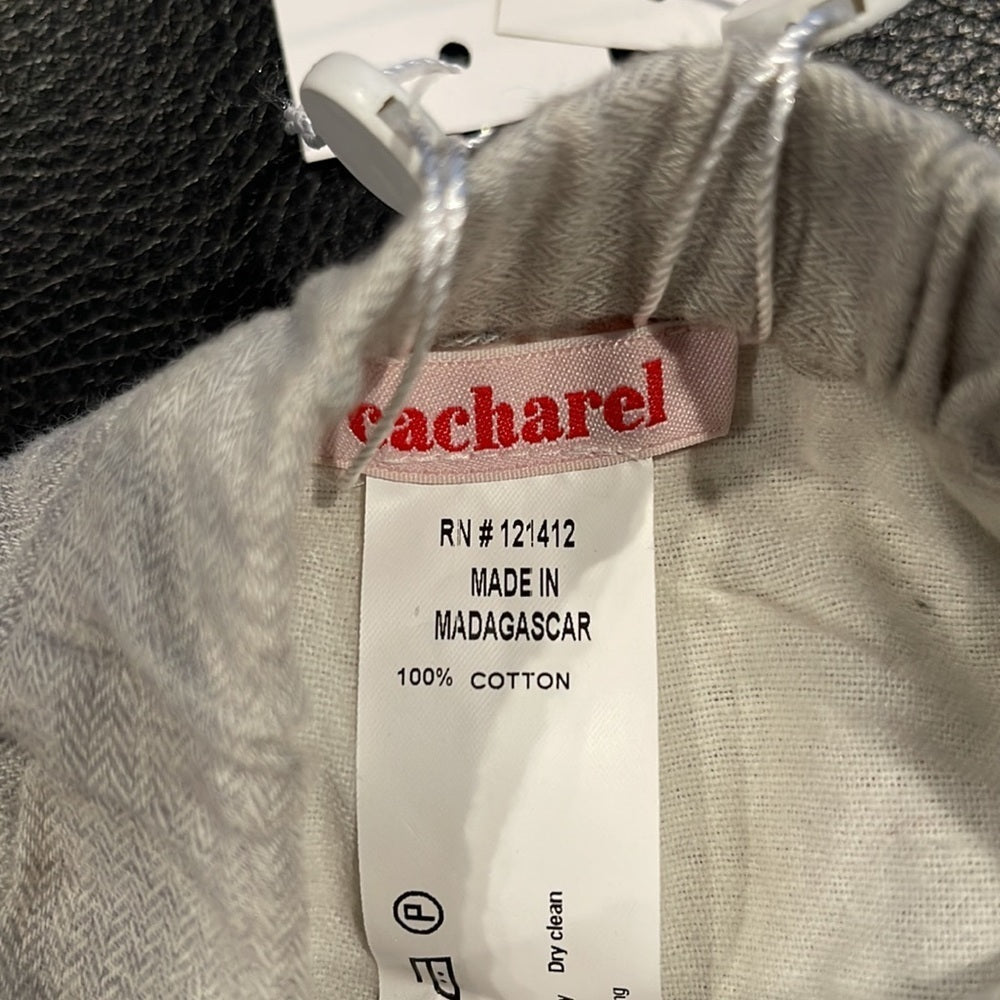 cacharel
RN # 121412
MADE IN
MADAGASCAR
100% COTTON
P
Dry clean